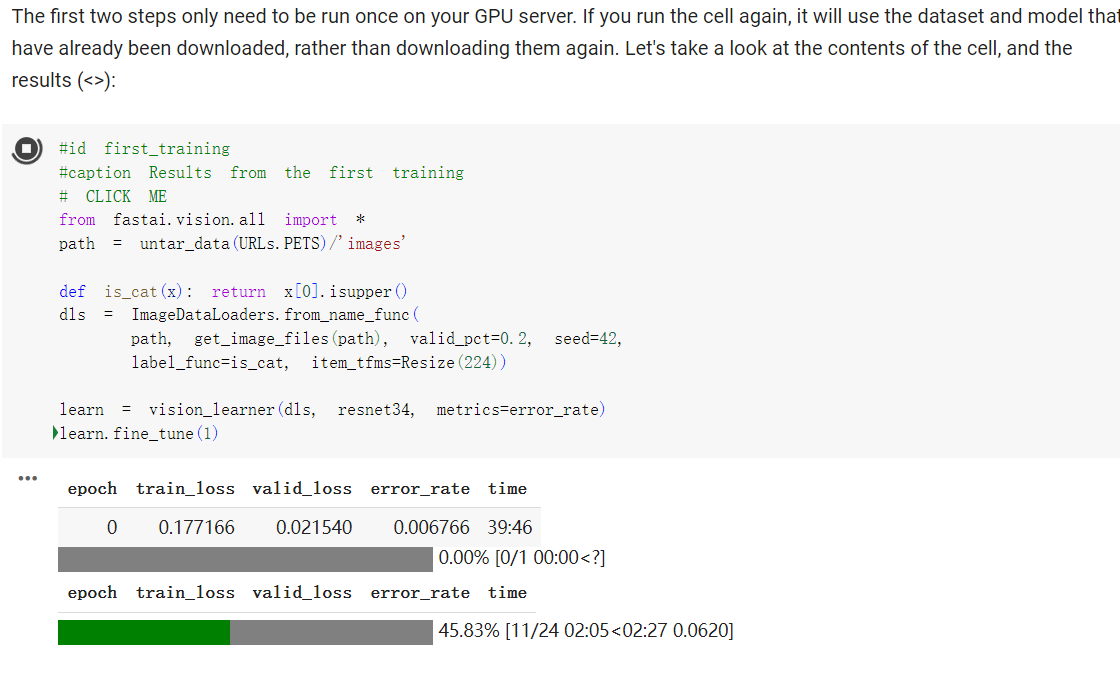 The first two steps only need to be run once on your GPU server. If you run the cell again, it will use the dataset and model that
have already been downloaded, rather than downloading them again. Let's take a look at the contents of the cell, and the
results (<>):
#id first_training
#caption Results from the first training
# CLICK ME
from fastai.vision.all import *
path = untar_data(URLs.PETS)/'images'
def is_cat(x): return x[0].isupper()
dls = ImageDataLoaders.from_name_func(
path, get_image_files(path), valid_pct=0.2, seed=42,
label_func=is_cat, item_tfms=Resize(224))
learn = vision_learner(dls, resnet34, metrics=error_rate)
learn.fine_tune(1)
epoch train_loss valid_loss error_rate time
0 0.177166 0.021540 0.006766 39:46
0.00% [0/1 00:00<?]
epoch train_loss valid_loss error_rate time
45.83% [11/24 02:05<02:27 0.0620]